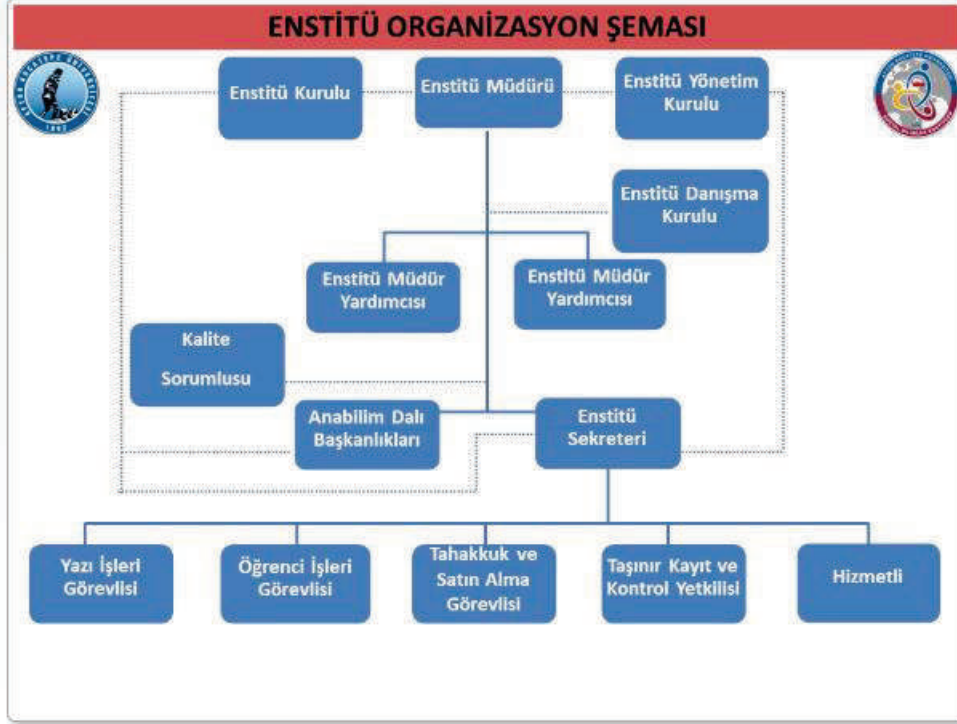 ENSTİTÜ ORGANİZASYON ŞEMASI
Enstitü Kurulu
Enstitü Müdürü
Enstitü Yönetim
Kurulu
Enstitü Danışma
Kurulu
Enstitü Müdür
Yardımcısı
Enstitü Müdür
Yardımcısı
Kalite
Sorumlusu
Anabilim Dalı
Başkanlıkları
Enstitü
Sekreteri
Yazı İşleri
Görevlisi
Öğrenci İşleri
Görevlisi
Tahakkuk ve
Satın Alma
Görevlisi
Taşınır Kayıt ve
Kontrol Yetkilisi
Hizmetli